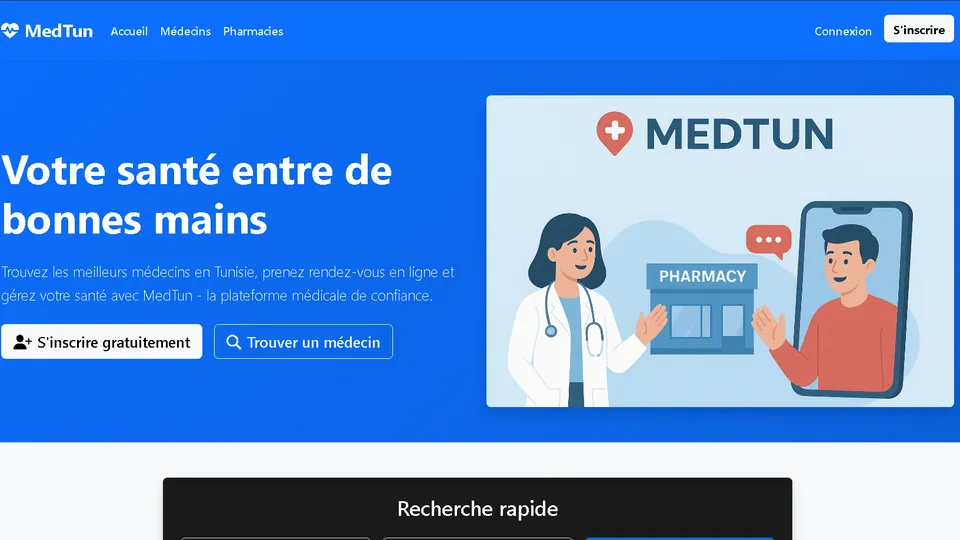 MedTun
Accueil Médecins Pharmacies
Connexion
S'inscrire
Votre santé entre de
bonnes mains
Trouvez les meilleurs médecins en Tunisie, prenez rendez-vous en ligne et
gérez votre santé avec MedTun - la plateforme médicale de confiance.
S'inscrire gratuitement
Trouver un médecin
MEDTUN
PHARMACY
Recherche rapide